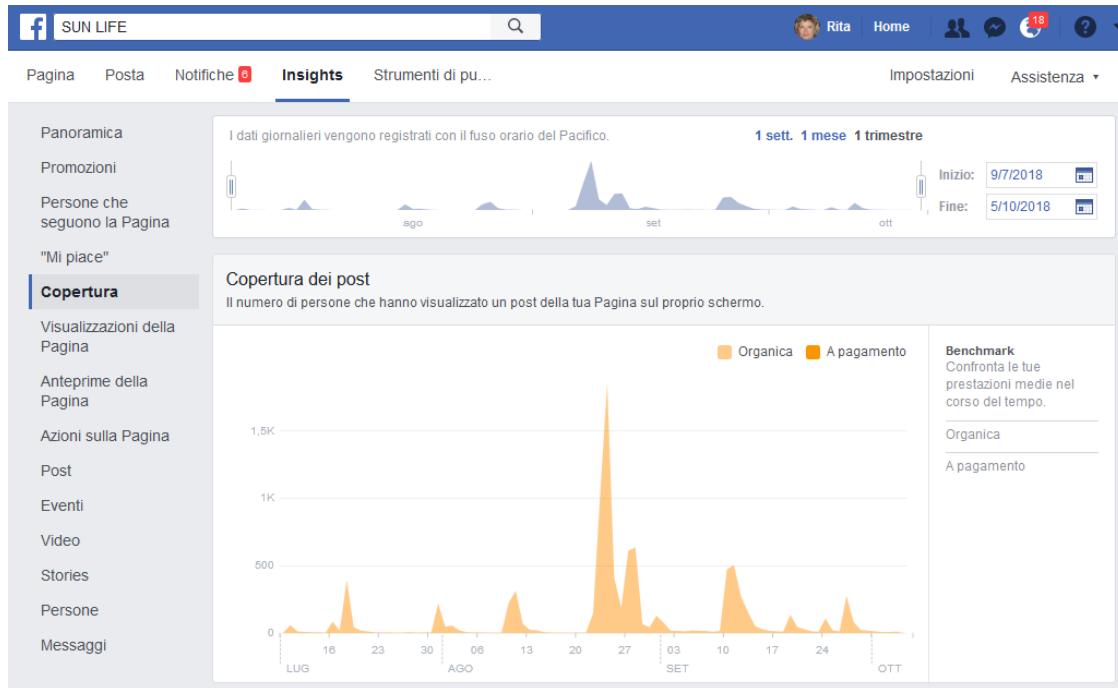 f SUN LIFE Rita Home 18 ?
Pagina Posta Notifiche 6 Insights Strumenti di pu... Impostazioni Assistenza
Panoramica
Promozioni
Persone che
seguono la Pagina
"Mi piace"
Copertura
Visualizzazioni della
Pagina
Anteprime della
Pagina
Azioni sulla Pagina
Post
Eventi
Video
Stories
Persone
Messaggi
I dati giornalieri vengono registrati con il fuso orario del Pacifico. 1 sett. 1 mese 1 trimestre
Inizio: 9/7/2018
Fine: 5/10/2018
ago set ott
Copertura dei post
Il numero di persone che hanno visualizzato un post della tua Pagina sul proprio schermo.
Organica A pagamento
1,5K
1K
500
0
16 23 30 06 13 20 27 03 10 17 24
LUG AGO SET OTT
Benchmark
Confronta le tue
prestazioni medie nel
corso del tempo.
Organica
A pagamento